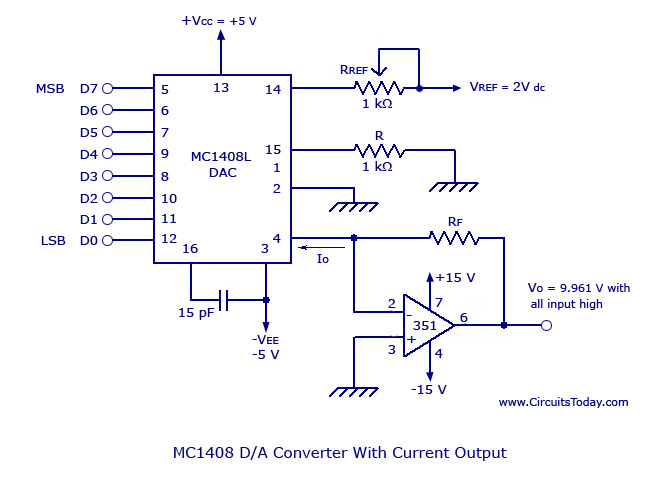 +Vcc = +5 V
MSB D7 5
D6 6
D5 7
D4 9
D3 8
D2 10
D1 11
LSB D0 12
13
14
MC1408L
DAC
15
1
2
4
16
3
RREF
1 kΩ
VREF = 2V dc
R
1 kΩ
Io
RF
15 pF
-VEE
-5 V
+15 V
2
7
-
351
+
6
3
4
-15 V
Vo = 9.961 V with
all input high
www.CircuitsToday.com
MC1408 D/A Converter With Current Output